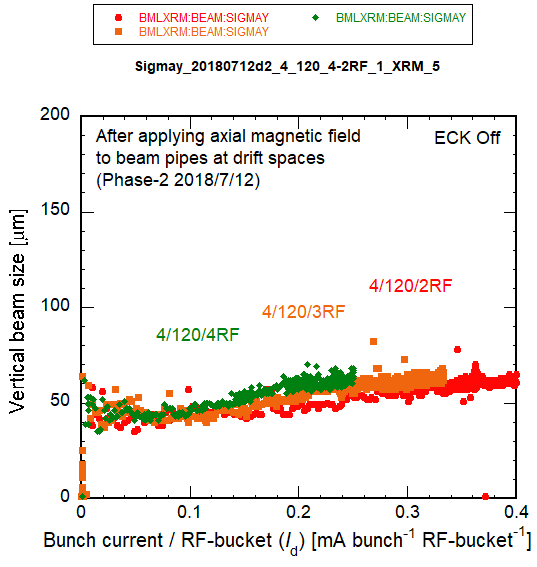 BMLXRM:BEAM:SIGMAY BMLXRM:BEAM:SIGMAY
BMLXRM:BEAM:SIGMAY
Sigmay_20180712d2_4_120_4-2RF_1_XRM_5
200
After applying axial magnetic field ECK Off
to beam pipes at drift spaces
(Phase-2 2018/7/12)
150
100
50
0
4/120/2RF
4/120/3RF
4/120/4RF
Vertical beam size [μm]
0 0.1 0.2 0.3 0.4
Bunch current / RF-bucket (I_d) [mA bunch⁻¹ RF-bucket⁻¹]